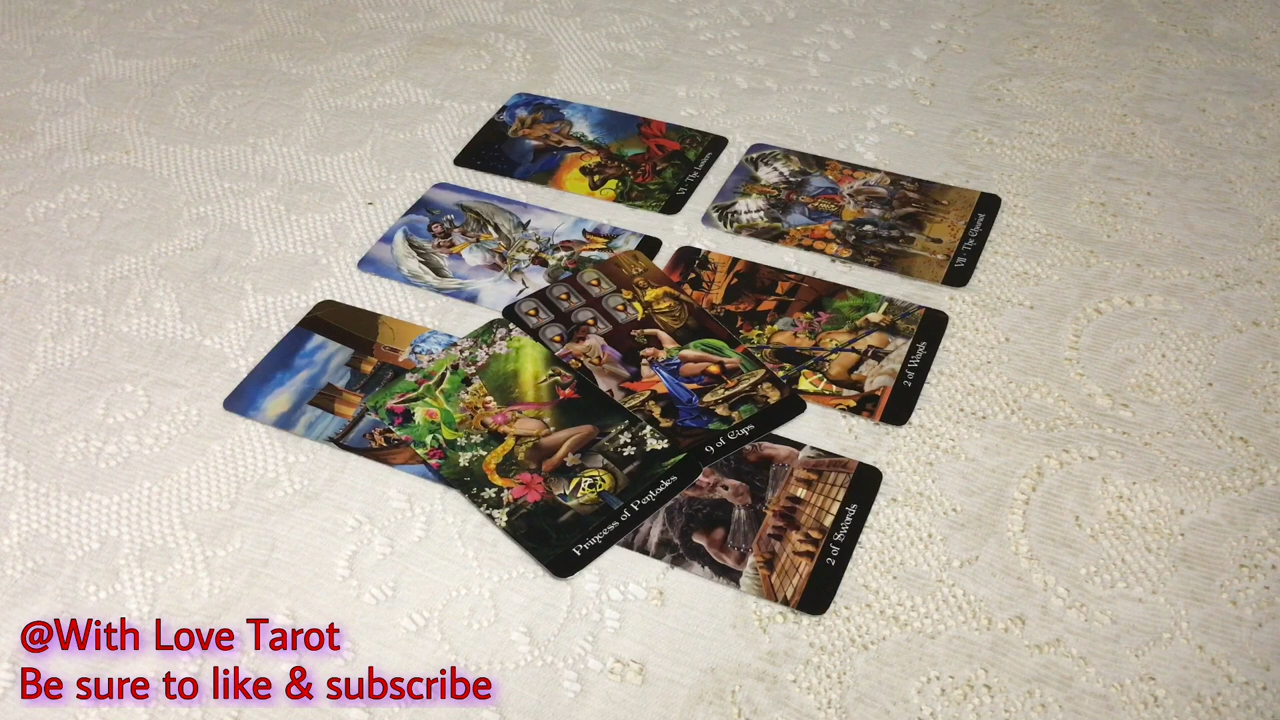 VI - The Lovers
VII - The Chariot
2 of Wands
9 of Cups
Princess of Pentacles
2 of Swords
@With Love Tarot
Be sure to like & subscribe